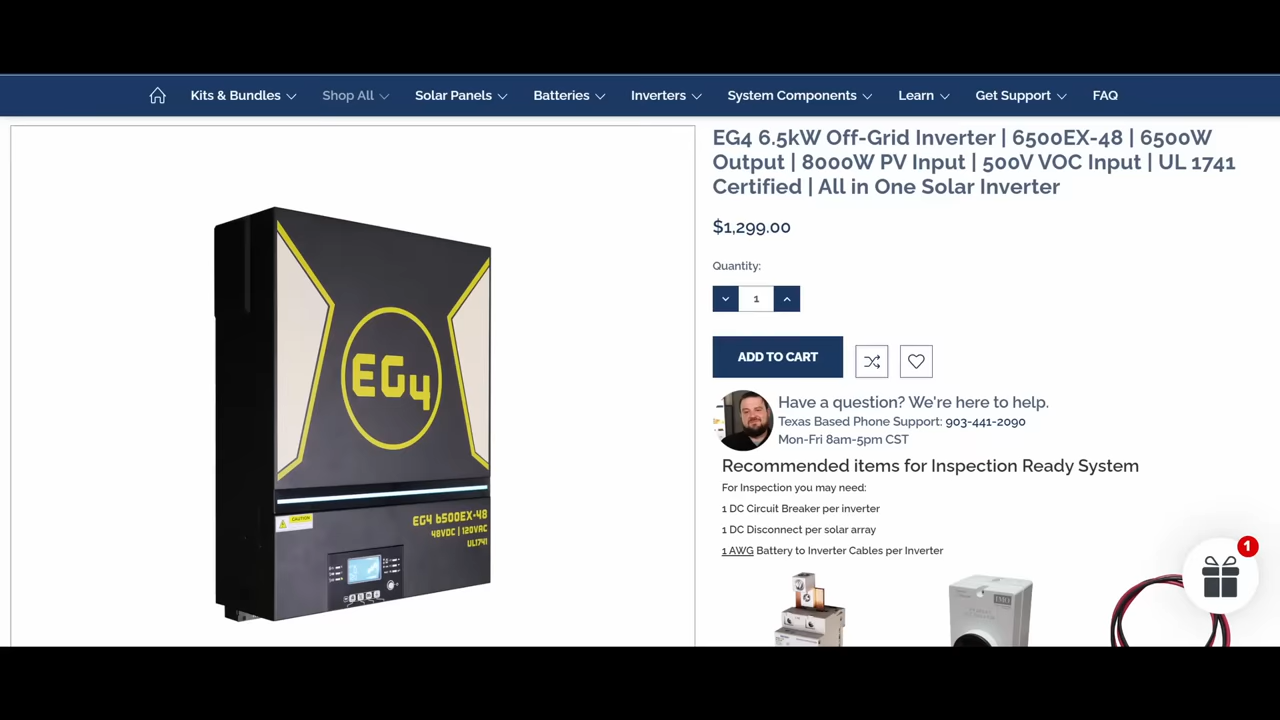 Kits & Bundles
Shop All
Solar Panels
Batteries
Inverters
System Components
Learn
Get Support
FAQ
EG4 6.5kW Off-Grid Inverter | 6500EX-48 | 6500W
Output | 8000W PV Input | 500V VOC Input | UL 1741
Certified | All in One Solar Inverter
$1,299.00
Quantity:
1
ADD TO CART
Have a question? We're here to help.
Texas Based Phone Support: 903-441-2090
Mon-Fri 8am-5pm CST
Recommended items for Inspection Ready System
For Inspection you may need:
1 DC Circuit Breaker per inverter
1 DC Disconnect per solar array
1 AWG Battery to Inverter Cables per Inverter
1
EG4
CAUTION
EG4 6500EX-48
48VDC | 120VAC
UL1741